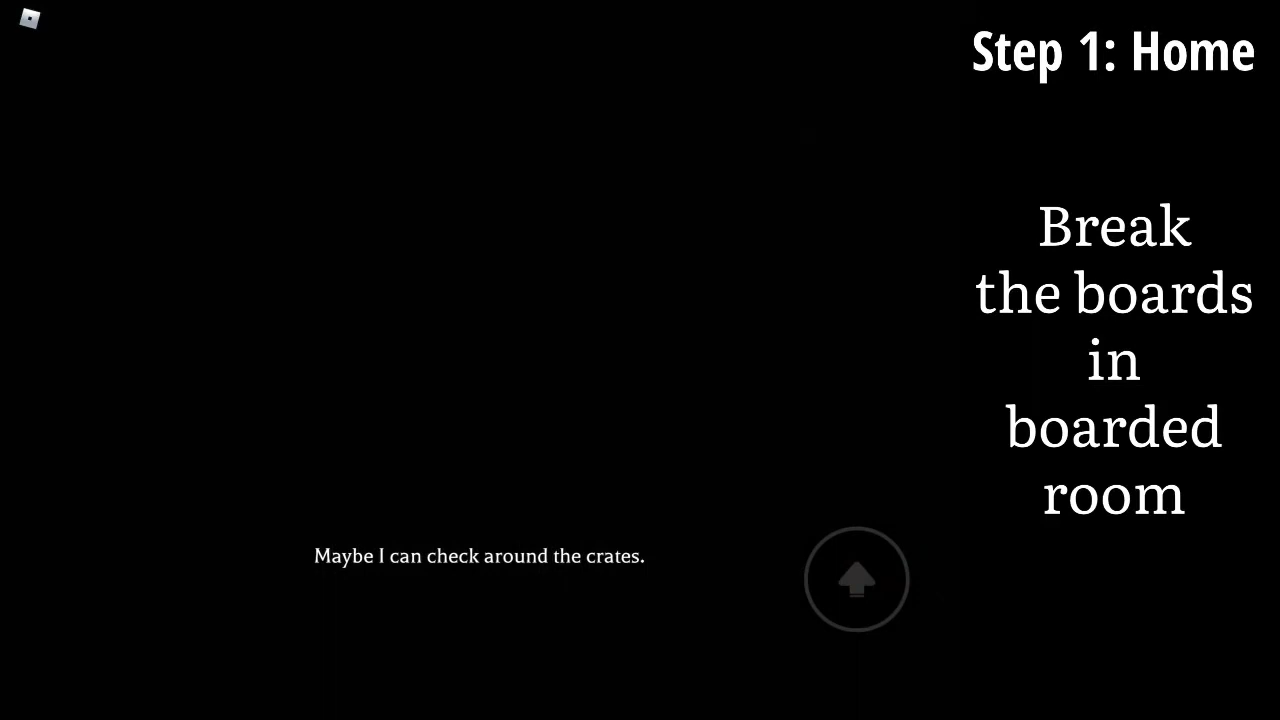 Step 1: Home
Break
the boards
in
boarded
room
Maybe I can check around the crates.